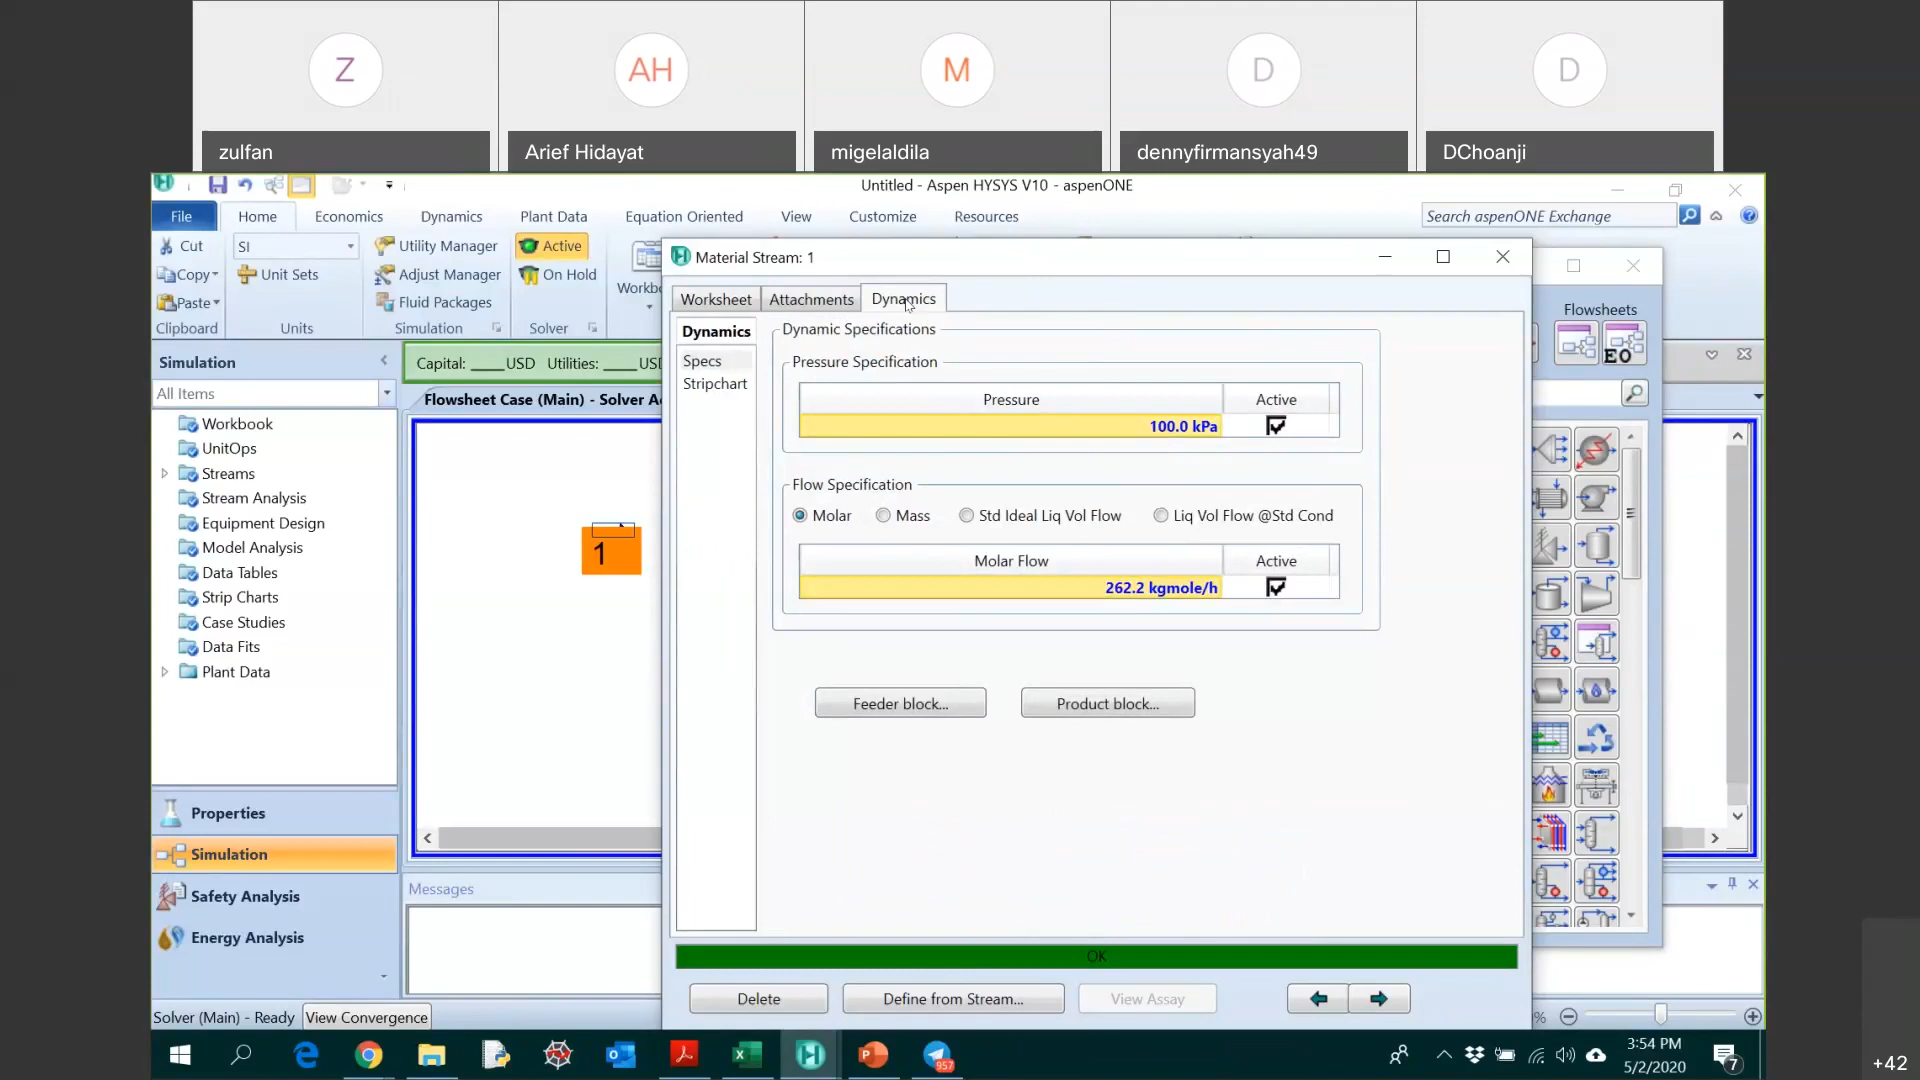 Z
AH
M
D
D
zulfan
Arief Hidayat
migelaldila
dennyfirmansyah49
DChoanji
Untitled - Aspen HYSYS V10 - aspenONE
File
Home
Economics
Dynamics
Plant Data
Equation Oriented
View
Customize
Resources
Search aspenONE Exchange
Cut
SI
Utility Manager
Active
Copy
Unit Sets
Adjust Manager
On Hold
Paste
Fluid Packages
Clipboard
Units
Simulation
Solver
Material Stream: 1
Worksheet
Attachments
Dynamics
Flowsheets
EO
Dynamics
Specs
Stripchart
Dynamic Specifications
Pressure Specification
Pressure
Active
100.0 kPa
Flow Specification
Molar
Mass
Std Ideal Liq Vol Flow
Liq Vol Flow @Std Cond
Molar Flow
Active
262.2 kgmole/h
Feeder block...
Product block...
OK
Delete
Define from Stream...
View Assay
Simulation
All Items
Workbook
UnitOps
Streams
Stream Analysis
Equipment Design
Model Analysis
Data Tables
Strip Charts
Case Studies
Data Fits
Plant Data
Properties
Simulation
Safety Analysis
Energy Analysis
Capital: ____USD Utilities: ____USD
Flowsheet Case (Main) - Solver A
1
Messages
Solver (Main) - Ready
View Convergence
%
957
3:54 PM
5/2/2020
7
+42